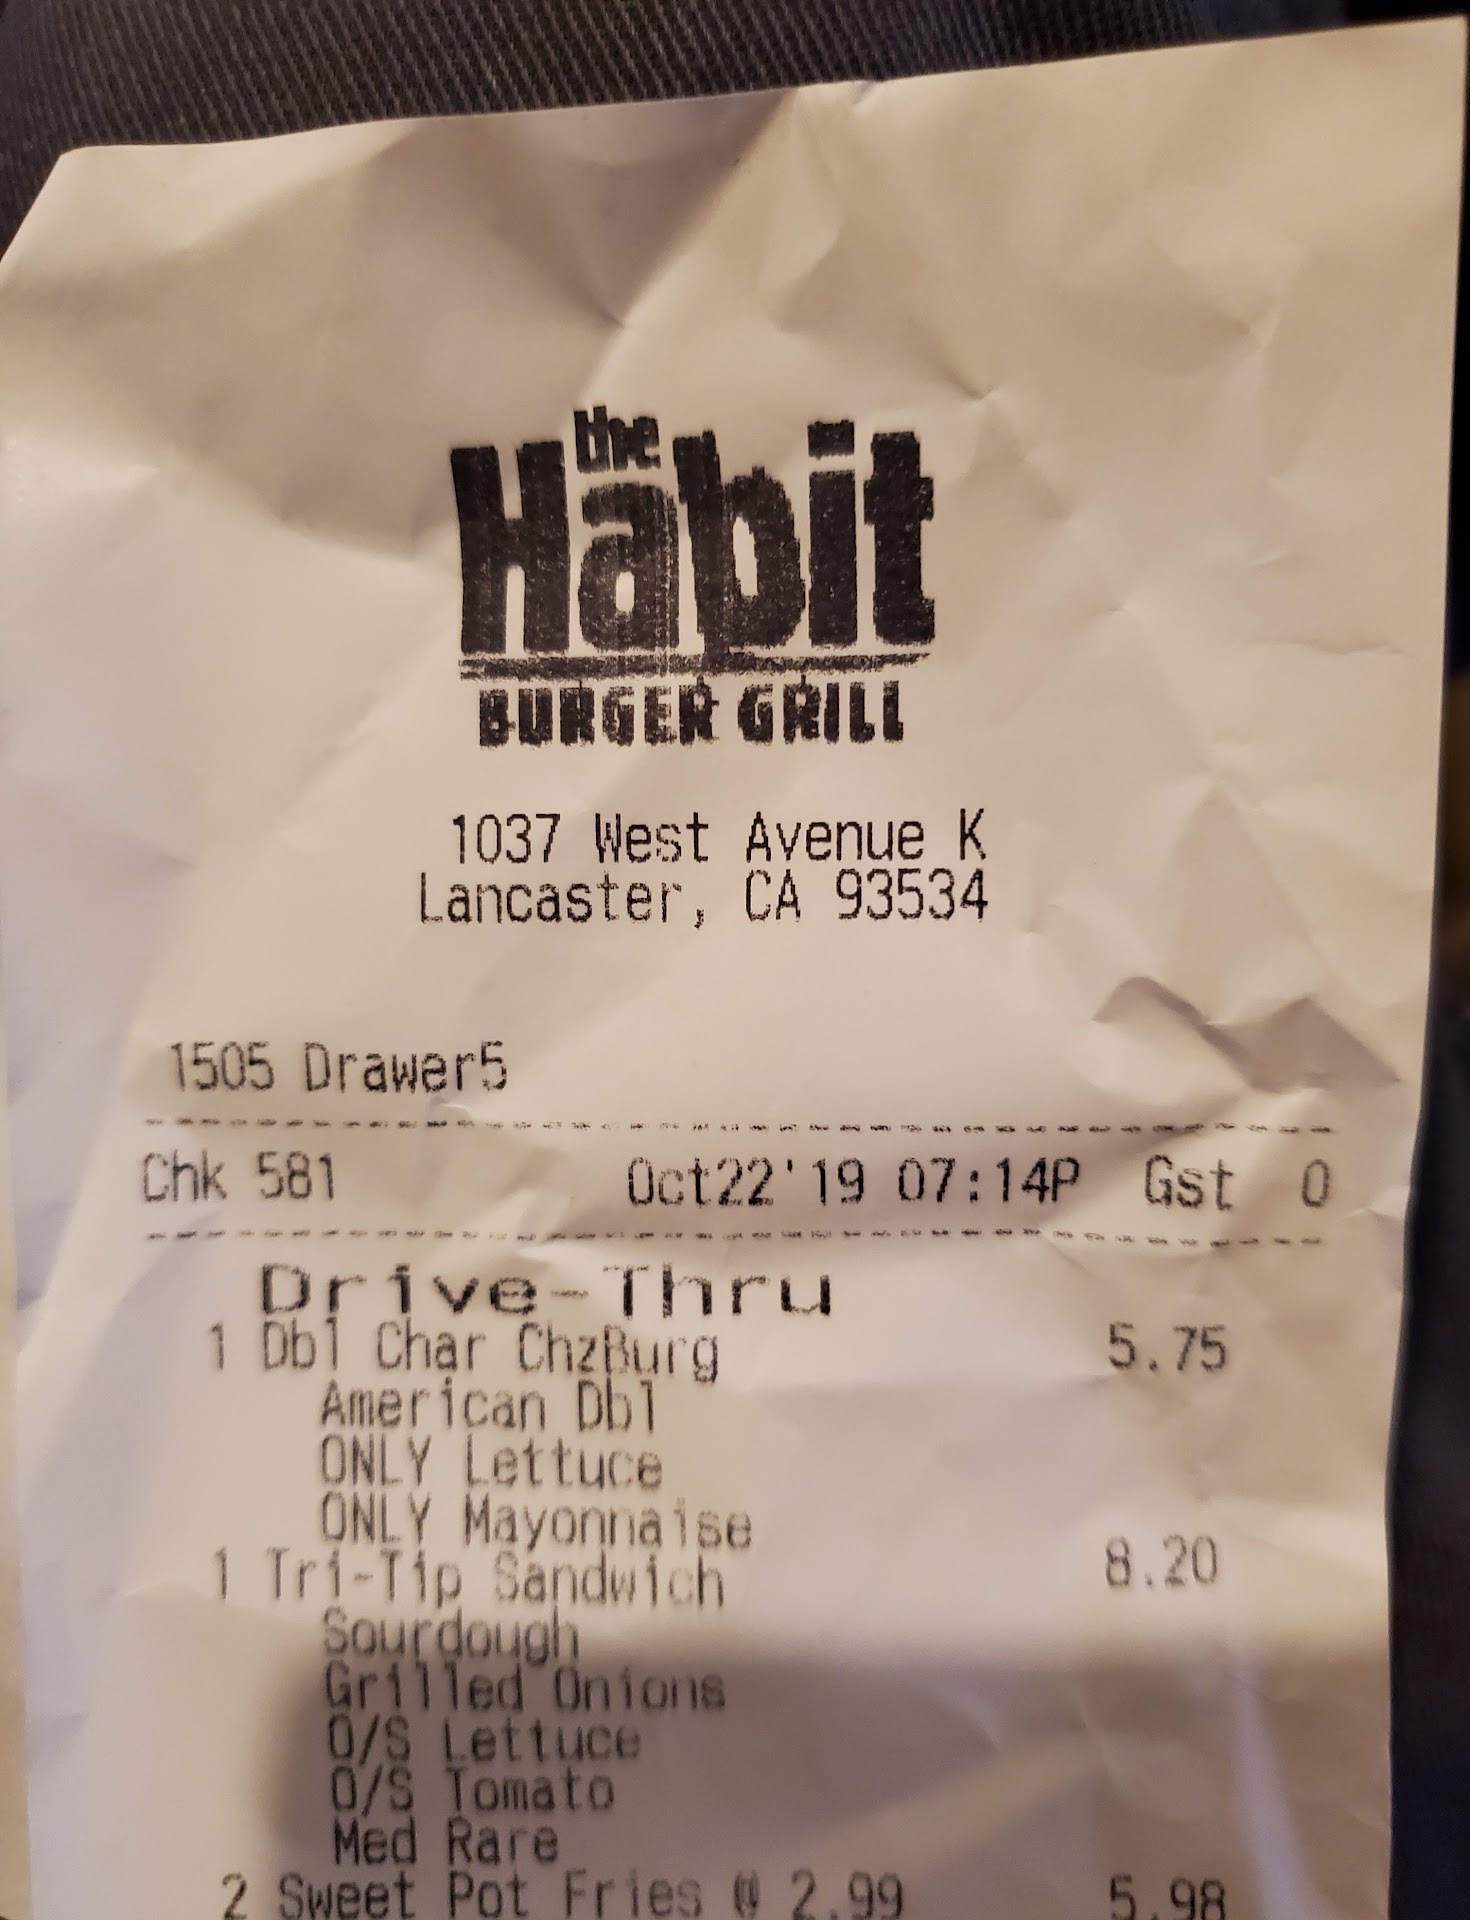 the
Habit
BURGER GRILL
1037 West Avenue K
Lancaster, CA 93534
1505 Drawer5
Chk 581 Oct22'19 07:14P Gst 0
Drive-Thru
1 Dbl Char ChzBurg 5.75
American Dbl
ONLY Lettuce
ONLY Mayonnaise
1 Tri-Tip Sandwich 8.20
Sourdough
Grilled Onions
O/S Lettuce
O/S Tomato
Med Rare
2 Sweet Pot Fries @ 2.99 5.98